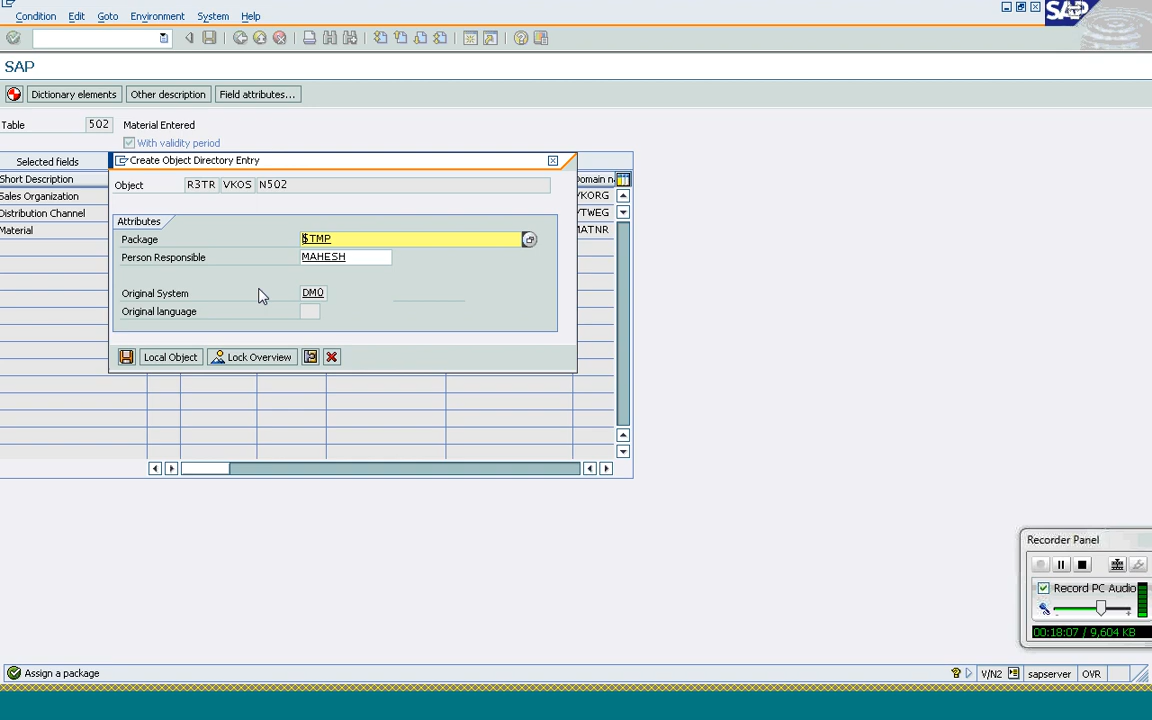 Condition Edit Goto Environment System Help
SAP
SAP
Dictionary elements Other description Field attributes...
Table 502 Material Entered
With validity period
Selected fields
Create Object Directory Entry
Short Description
Domain n
Object R3TR VKOS N502
Sales Organization
VKORG
Distribution Channel
VTWEG
Attributes
Material
MATNR
Package $TMP
Person Responsible MAHESH
Original System DM0
Original language
Local Object Lock Overview
Recorder Panel
Record PC Audio
00:18:07 / 9,604 KB
Assign a package
V/N2 sapserver OVR